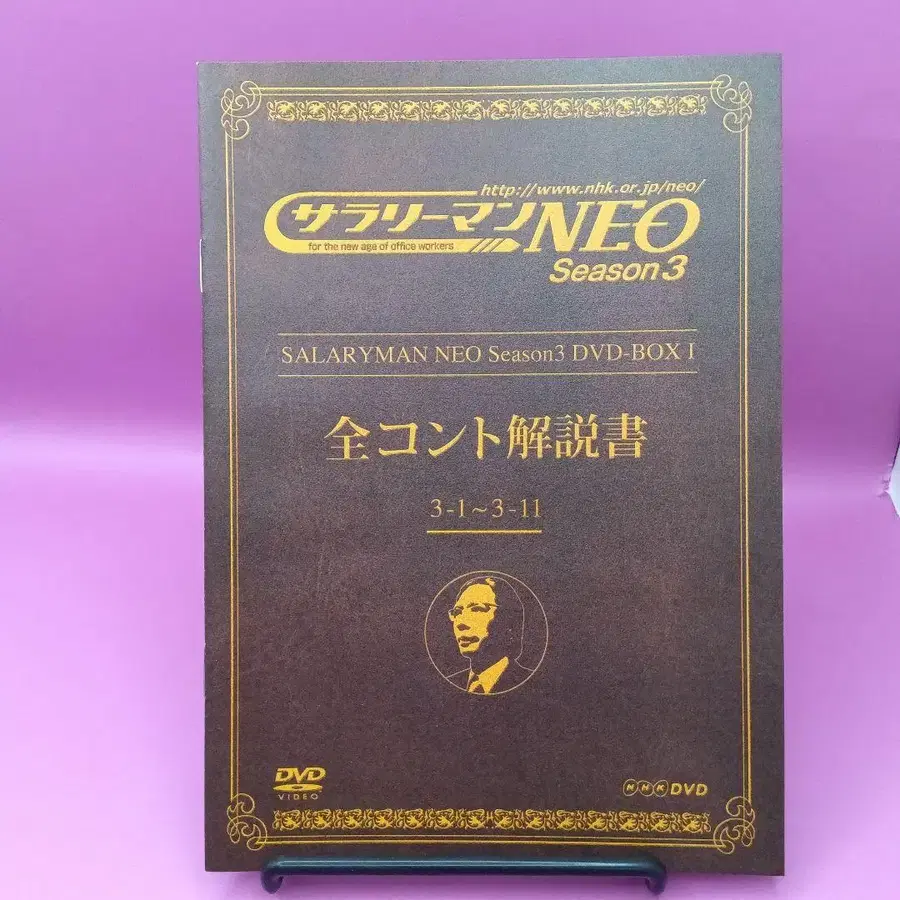 http://www.nhk.or.jp/neo/
サラリーマンNEO
for the new age of office workers
Season3
SALARYMAN NEO Season3 DVD-BOX I
全コント解説書
3-1～3-11
DVD
VIDEO
NHK DVD